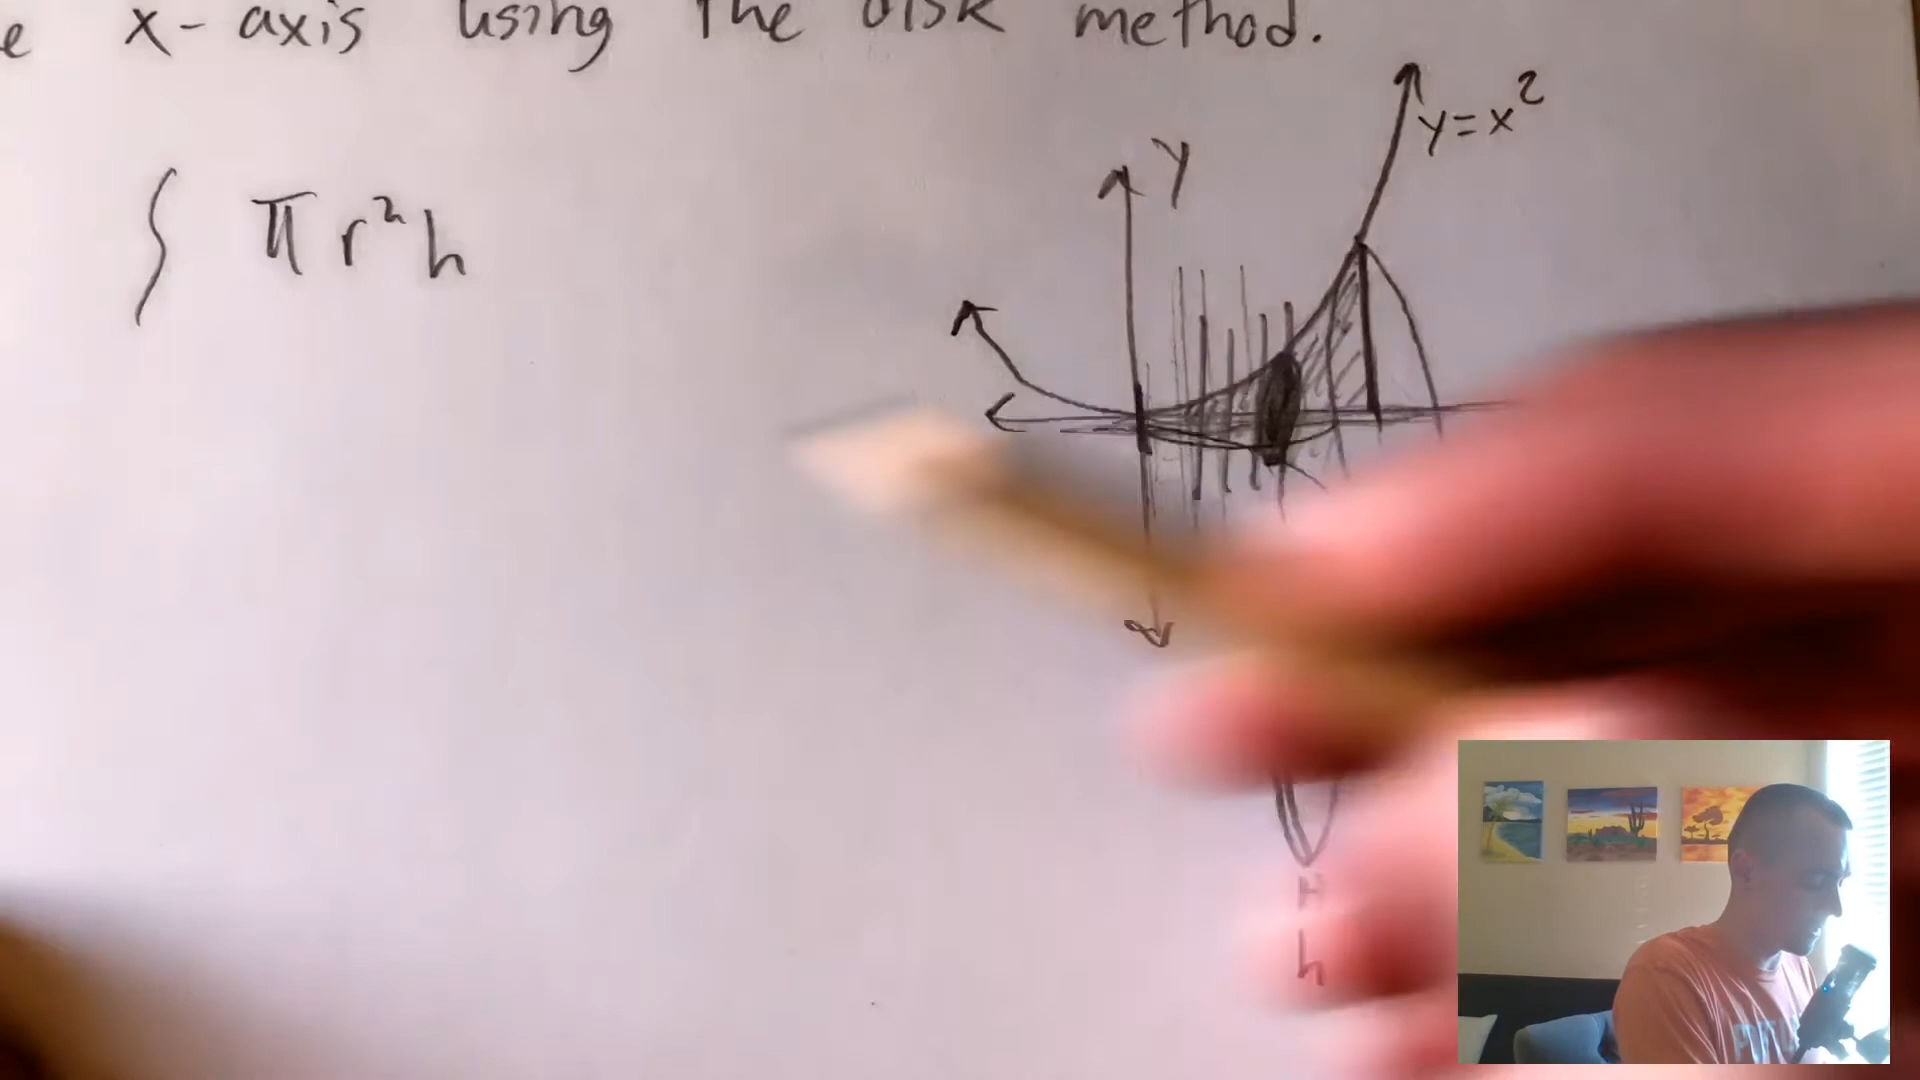 e x-axis using the disk method.
y=x²
y
∫ πr²h
h